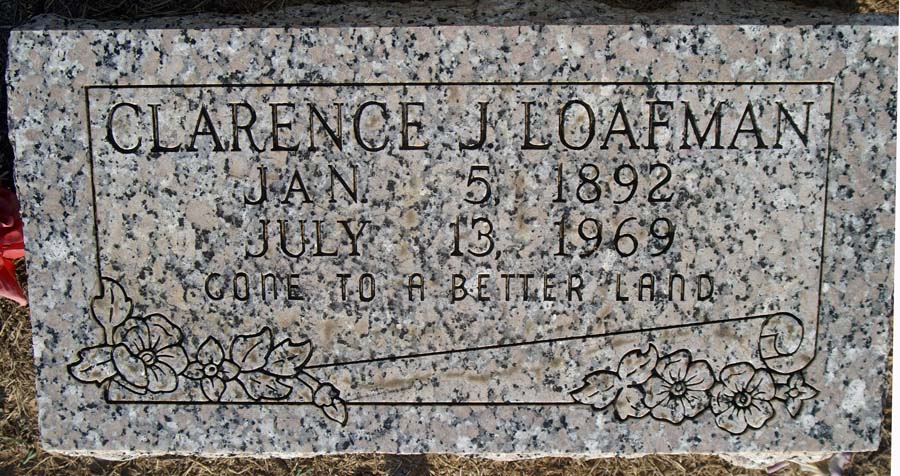 CLARENCE J. LOAFMAN
JAN. 5, 1892
JULY 13, 1969
GONE TO A BETTER LAND